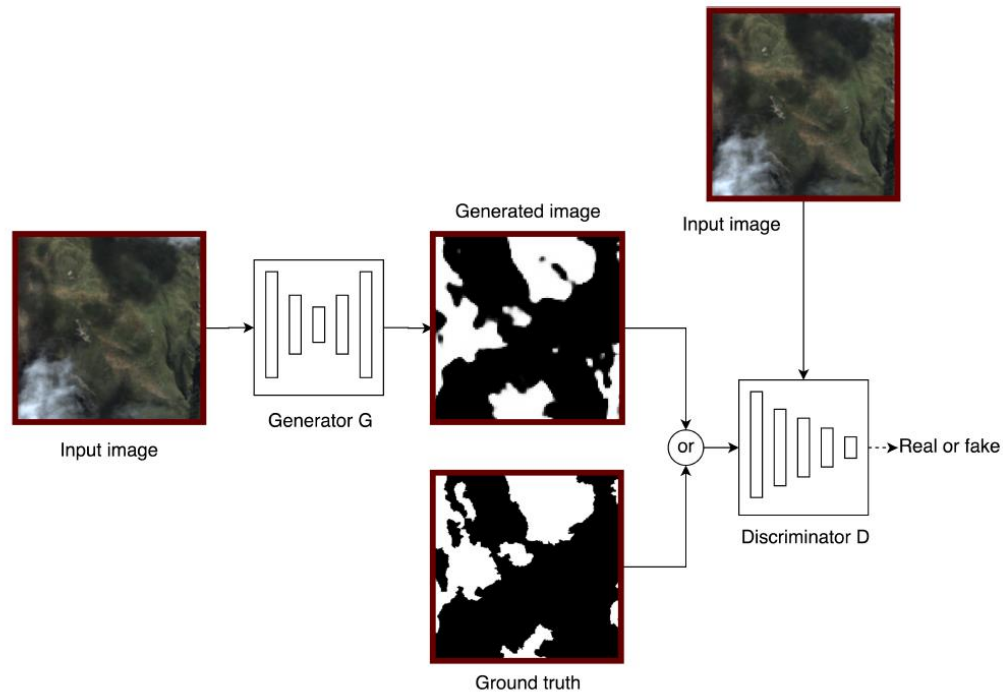 Generated image
Input image
Input image
Generator G
or
Real or fake
Discriminator D
Ground truth